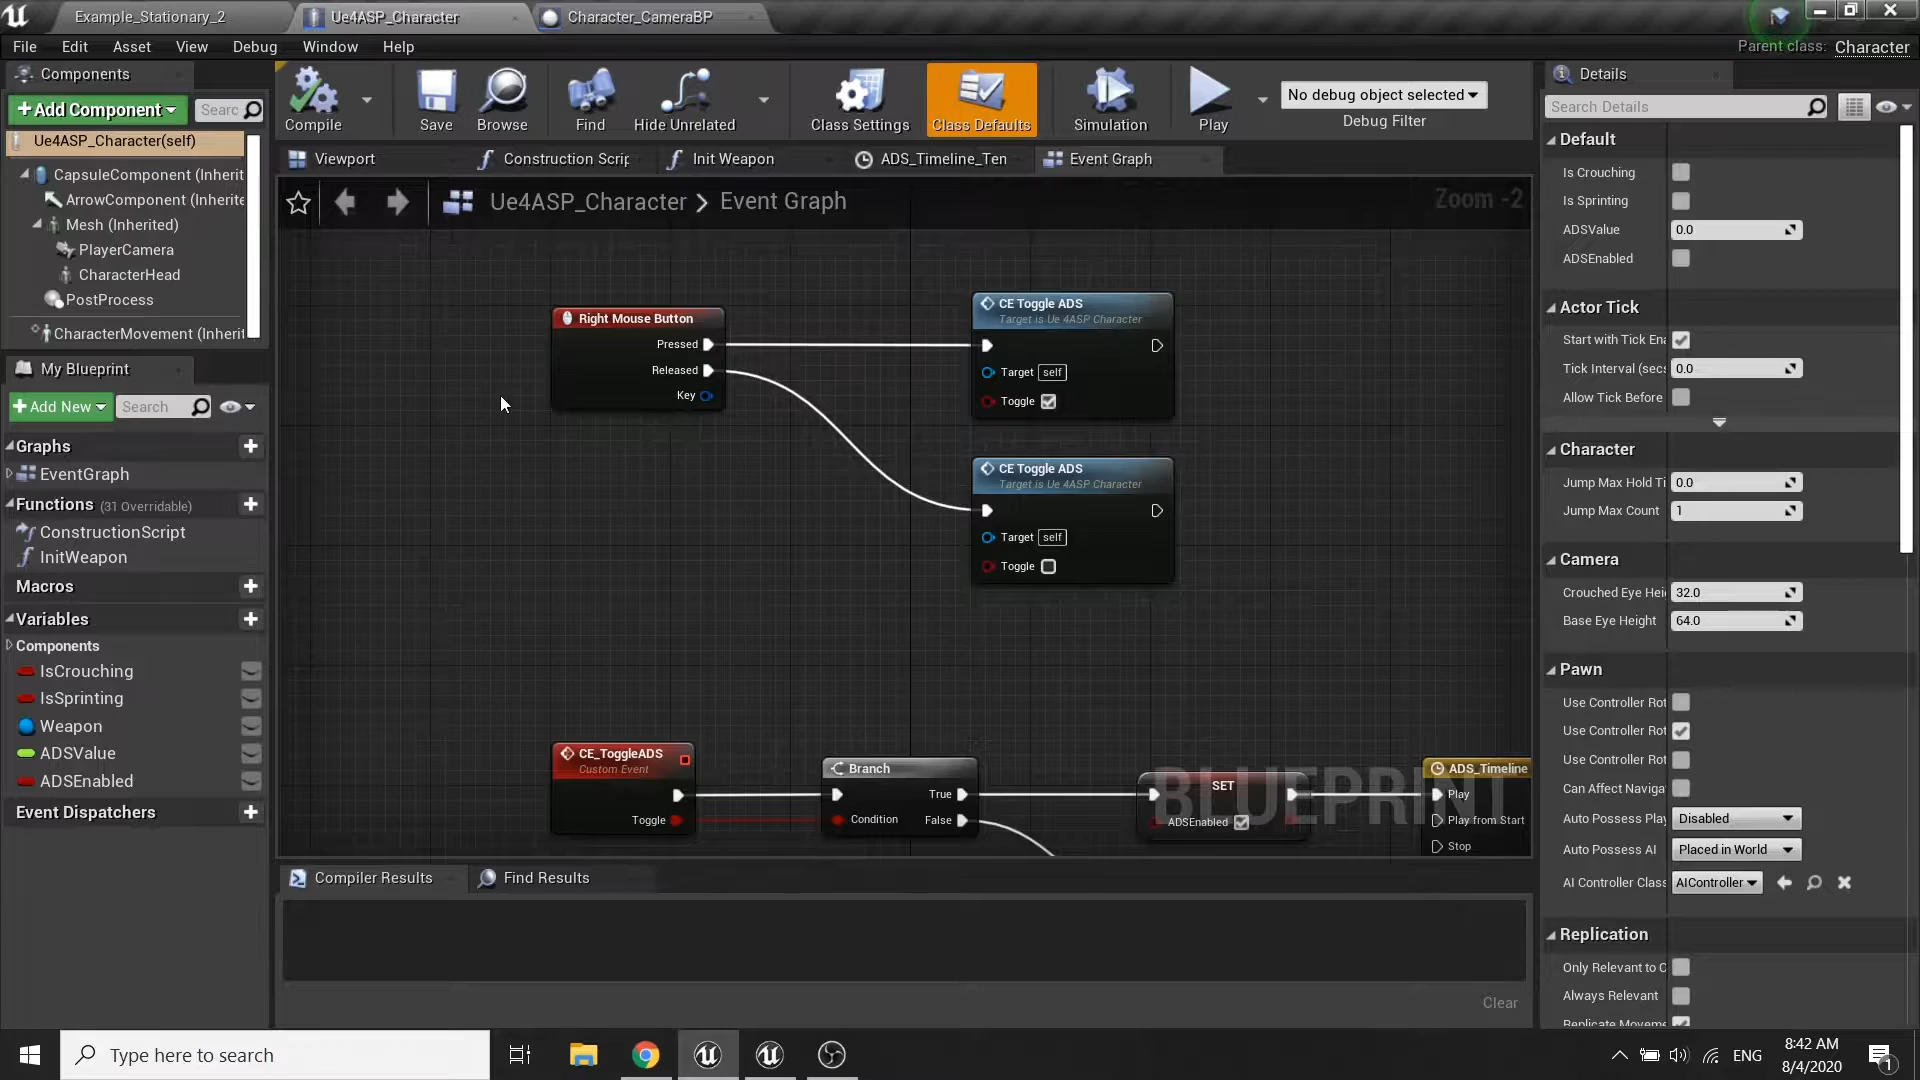 Example_Stationary_2
Ue4ASP_Character
Character_CameraBP
File Edit Asset View Debug Window Help
Parent class: Character
Components
+Add Component
Searc
Ue4ASP_Character(self)
CapsuleComponent (Inherit
ArrowComponent (Inherite
Mesh (Inherited)
PlayerCamera
CharacterHead
PostProcess
CharacterMovement (Inherit
My Blueprint
+Add New
Search
Graphs
EventGraph
Functions (31 Overridable)
ConstructionScript
InitWeapon
Macros
Variables
Components
IsCrouching
IsSprinting
Weapon
ADSValue
ADSEnabled
Event Dispatchers
Compile
Save
Browse
Find
Hide Unrelated
Class Settings
Class Defaults
Simulation
Play
No debug object selected
Debug Filter
Viewport
Construction Scrip
Init Weapon
ADS_Timeline_Ten
Event Graph
Ue4ASP_Character > Event Graph
Zoom -2
Right Mouse Button
Pressed
Released
Key
CE Toggle ADS
Target is Ue 4ASP Character
Target self
Toggle
CE Toggle ADS
Target is Ue 4ASP Character
Target self
Toggle
CE_ToggleADS
Custom Event
Toggle
Branch
True
Condition
False
SET
ADSEnabled
ADS_Timeline
Play
Play from Start
Stop
BLUEPRINT
Compiler Results
Find Results
Clear
Details
Search Details
Default
Is Crouching
Is Sprinting
ADSValue 0.0
ADSEnabled
Actor Tick
Start with Tick Ena
Tick Interval (secs 0.0
Allow Tick Before
Character
Jump Max Hold Ti 0.0
Jump Max Count 1
Camera
Crouched Eye Hei 32.0
Base Eye Height 64.0
Pawn
Use Controller Rot
Use Controller Rot
Use Controller Rot
Can Affect Naviga
Auto Possess Play Disabled
Auto Possess AI Placed in World
AI Controller Class AIController
Replication
Only Relevant to O
Always Relevant
Replicate Moveme
Type here to search
ENG
8:42 AM
8/4/2020
1